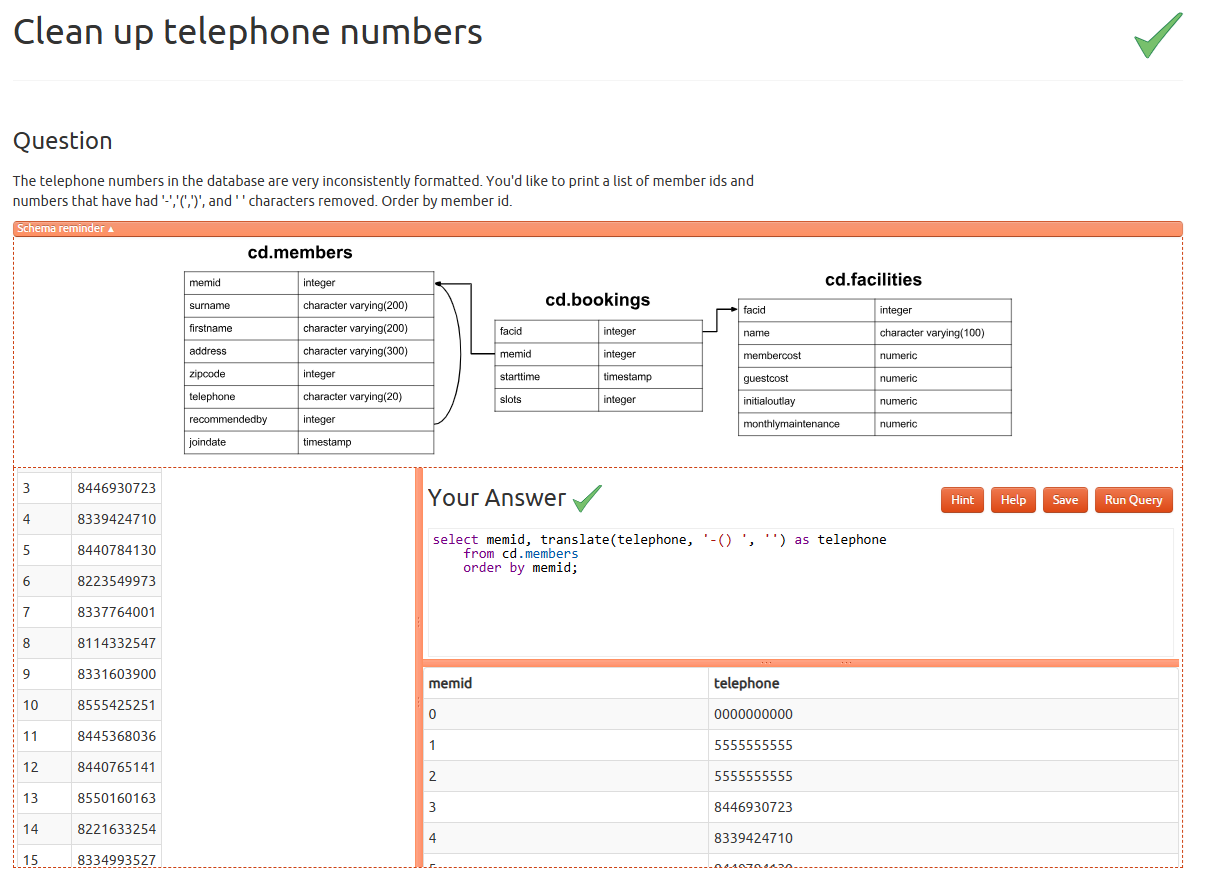 Clean up telephone numbers
Question
The telephone numbers in the database are very inconsistently formatted. You'd like to print a list of member ids and
numbers that have had '-','(',')', and ' ' characters removed. Order by member id.
Schema reminder ▲
cd.members
memid integer
surname character varying(200)
firstname character varying(200)
address character varying(300)
zipcode integer
telephone character varying(20)
recommendedby integer
joindate timestamp
cd.bookings
facid integer
memid integer
starttime timestamp
slots integer
cd.facilities
facid integer
name character varying(100)
membercost numeric
guestcost numeric
initialoutlay numeric
monthlymaintenance numeric
3 8446930723
4 8339424710
5 8440784130
6 8223549973
7 8337764001
8 8114332547
9 8331603900
10 8555425251
11 8445368036
12 8440765141
13 8550160163
14 8221633254
15 8334993527
Your Answer
Hint Help Save Run Query
select memid, translate(telephone, '-() ', '') as telephone
    from cd.members
    order by memid;
memid telephone
0 0000000000
1 5555555555
2 5555555555
3 8446930723
4 8339424710